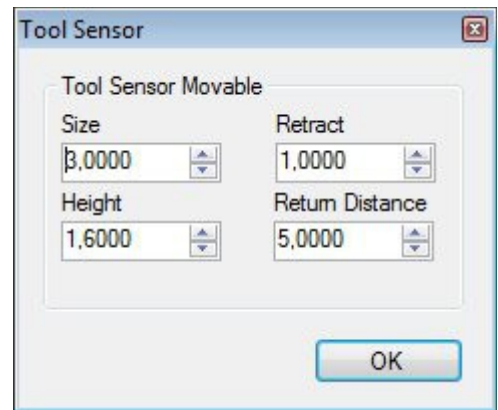 Tool Sensor
Tool Sensor Movable
Size Retract
3,0000 1,0000
Height Return Distance
1,6000 5,0000
OK